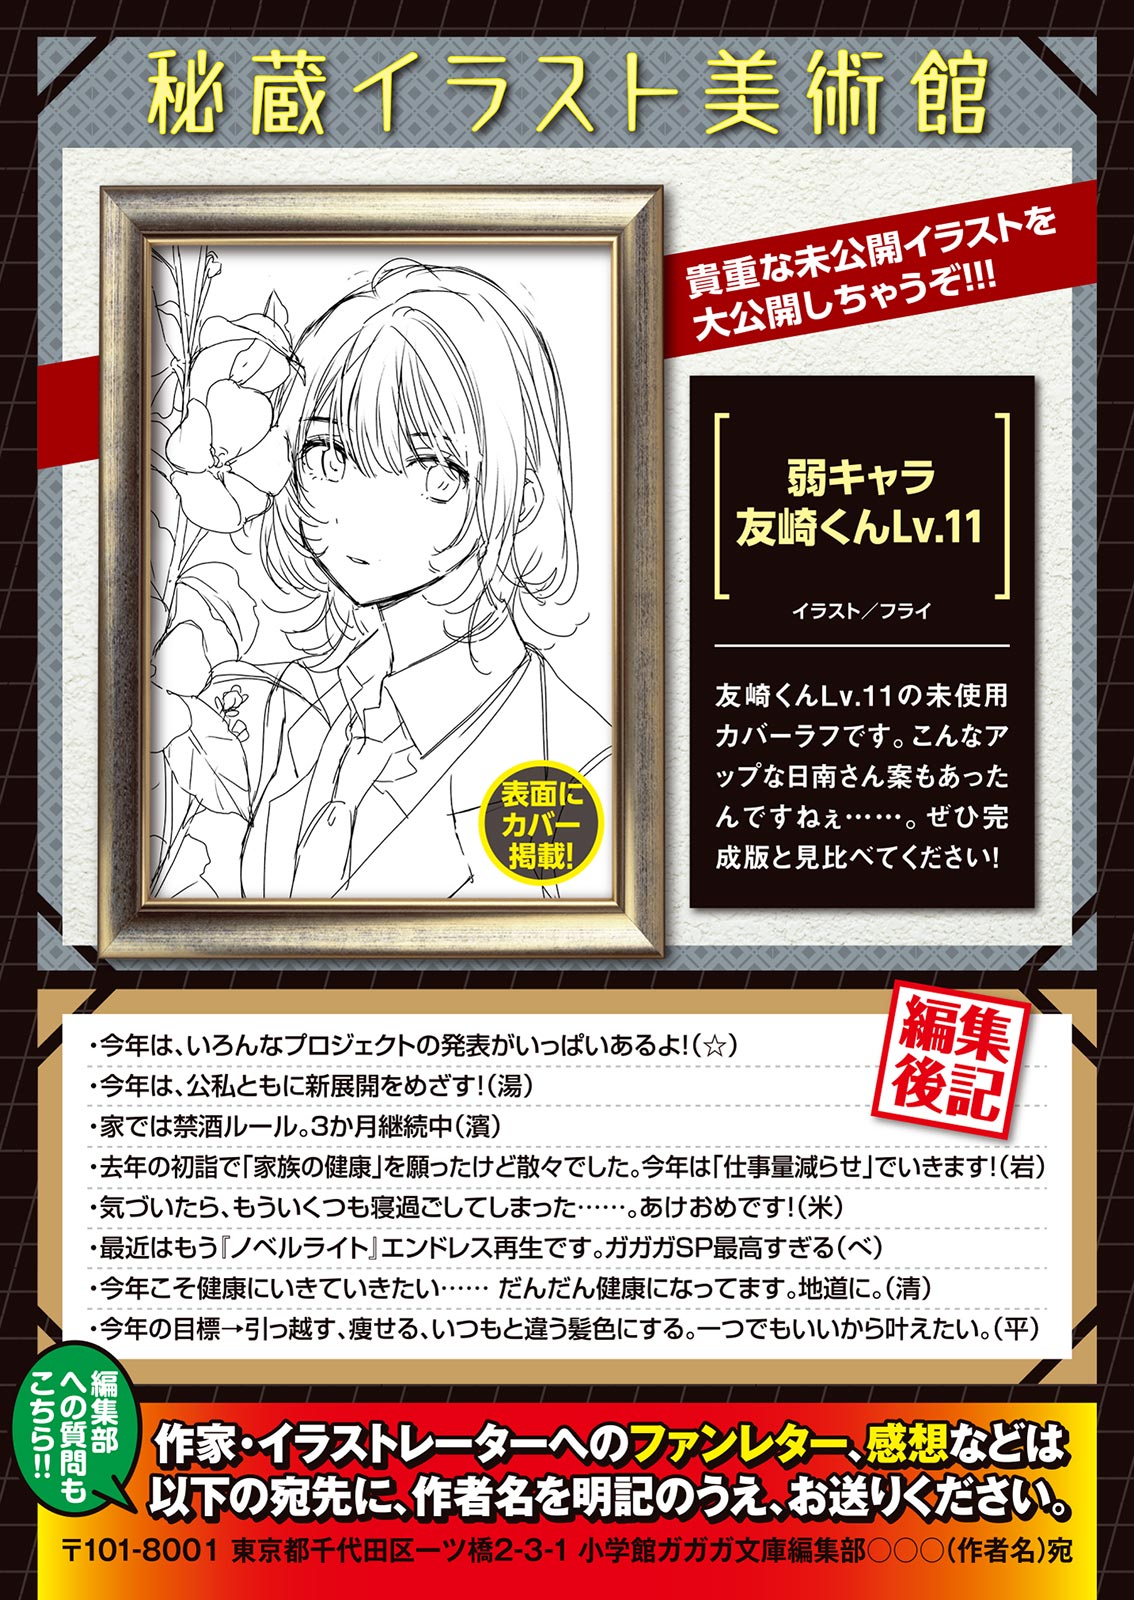 秘蔵イラスト美術館
貴重な未公開イラストを
大公開しちゃうぞ!!!
弱キャラ
友崎くんLv.11
イラスト／フライ
友崎くんLv.11の未使用
カバーラフです。こんなア
ップな日南さん案もあった
んですねぇ……。ぜひ完
成版と見比べてください!
表面に
カバー
掲載!
編集
後記
・今年は、いろんなプロジェクトの発表がいっぱいあるよ!(☆)
・今年は、公私ともに新展開をめざす!(湯)
・家では禁酒ルール。3か月継続中(濱)
・去年の初詣で「家族の健康」を願ったけど散々でした。今年は「仕事量減らせ」でいきます!(岩)
・気づいたら、もういくつも寝過ごしてしまった……。あけおめです!(米)
・最近はもう『ノベルライト』エンドレス再生です。ガガガSP最高すぎる(べ)
・今年こそ健康にいきていきたい…… だんだん健康になってます。地道に。(清)
・今年の目標→引っ越す、痩せる、いつもと違う髪色にする。一つでもいいから叶えたい。(平)
編集部
への質問も
こちら!!
作家・イラストレーターへのファンレター、感想などは
以下の宛先に、作者名を明記のうえ、お送りください。
〒101-8001 東京都千代田区一ツ橋2-3-1 小学館ガガガ文庫編集部○○○(作者名)宛